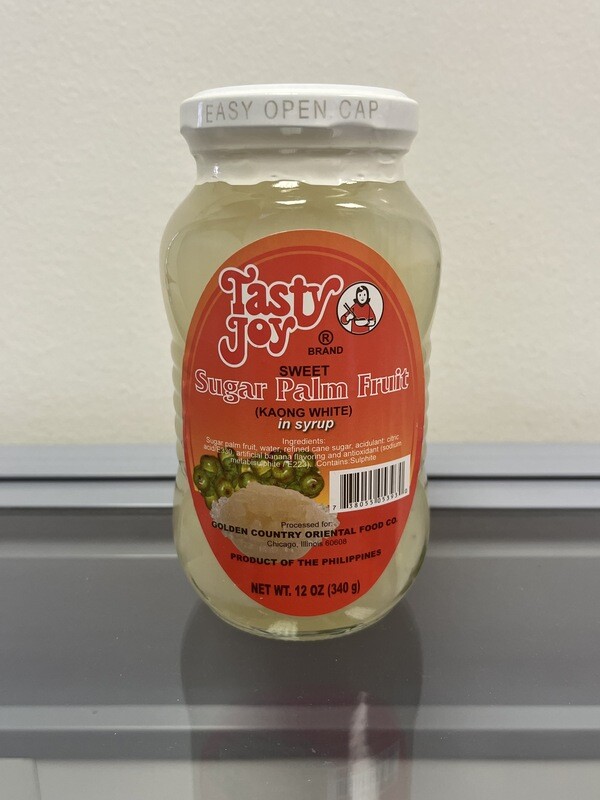 EASY OPEN CAP
Tasty
Joy
®
BRAND
SWEET
Sugar Palm Fruit
(KAONG WHITE)
in syrup
Ingredients:
Sugar palm fruit, water, refined cane sugar, acidulant: citric
artificial banana flavoring and antioxidant (sodium
metabisulphite / E223). Contains:Sulphite
Processed for:
GOLDEN COUNTRY ORIENTAL FOOD CO.
Chicago, Illinois 60608
PRODUCT OF THE PHILIPPINES
NET WT. 12 OZ (340 g)